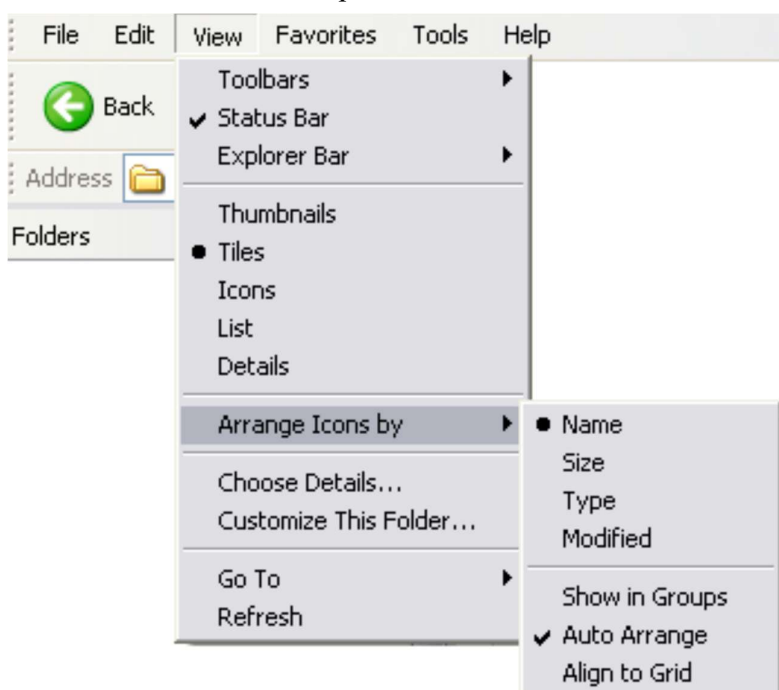 File Edit View Favorites Tools Help
Back
Address
Folders
Toolbars
Status Bar
Explorer Bar
Thumbnails
Tiles
Icons
List
Details
Arrange Icons by
Choose Details...
Customize This Folder...
Go To
Refresh
Name
Size
Type
Modified
Show in Groups
Auto Arrange
Align to Grid